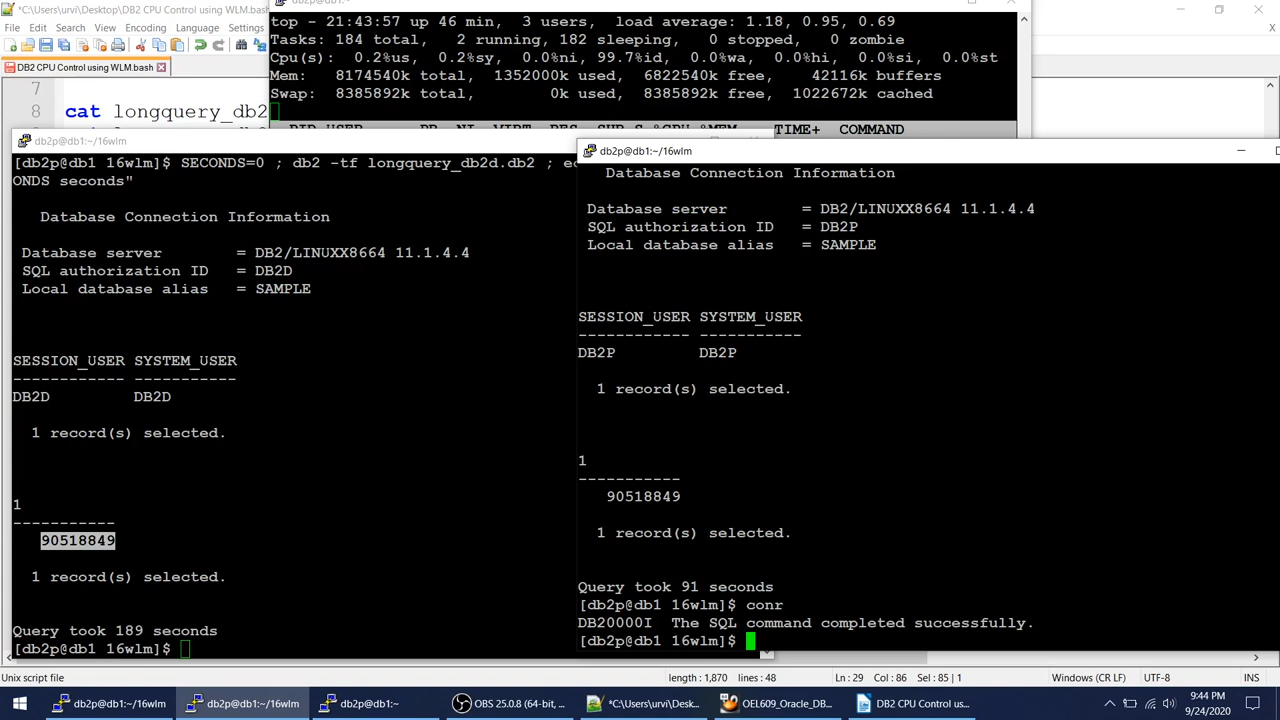 *C:\Users\urvi\Desktop\DB2 CPU Control using WLM.b
File Edit Search View Encoding Language
DB2 CPU Control using WLM.bash
7
8 cat longquery_db2
top - 21:43:57 up 46 min, 3 users, load average: 1.18, 0.95, 0.69
Tasks: 184 total, 2 running, 182 sleeping, 0 stopped, 0 zombie
Cpu(s): 0.2%us, 0.2%sy, 0.0%ni, 99.7%id, 0.0%wa, 0.0%hi, 0.0%si, 0.0%st
Mem: 8174540k total, 1352000k used, 6822540k free, 42116k buffers
Swap: 8385892k total, 0k used, 8385892k free, 1022672k cached
PID USER PR NI VIRT RES SHR S %CPU %MEM TIME+ COMMAND
db2p@db1:~/16wlm
[db2p@db1 16wlm]$ SECONDS=0 ; db2 -tf longquery_db2d.db2 ; ec
ONDS seconds"
Database Connection Information
Database server = DB2/LINUXX8664 11.1.4.4
SQL authorization ID = DB2D
Local database alias = SAMPLE
SESSION_USER SYSTEM_USER
------------ -----------
DB2D DB2D
1 record(s) selected.
1
-----------
90518849
1 record(s) selected.
Query took 189 seconds
[db2p@db1 16wlm]$
db2p@db1:~/16wlm
Database Connection Information
Database server = DB2/LINUXX8664 11.1.4.4
SQL authorization ID = DB2P
Local database alias = SAMPLE
SESSION_USER SYSTEM_USER
------------ -----------
DB2P DB2P
1 record(s) selected.
1
-----------
90518849
1 record(s) selected.
Query took 91 seconds
[db2p@db1 16wlm]$ conr
DB20000I The SQL command completed successfully.
[db2p@db1 16wlm]$
Unix script file length : 1,870 lines : 48 Ln : 29 Col : 86 Sel : 85 | 1 Windows (CR LF) UTF-8 INS
db2p@db1:~/16wlm db2p@db1:~/16wlm db2p@db1:~ OBS 25.0.8 (64-bit, ... *C:\Users\urvi\Desk... OEL609_Oracle_DB... DB2 CPU Control us...
9:44 PM
9/24/2020